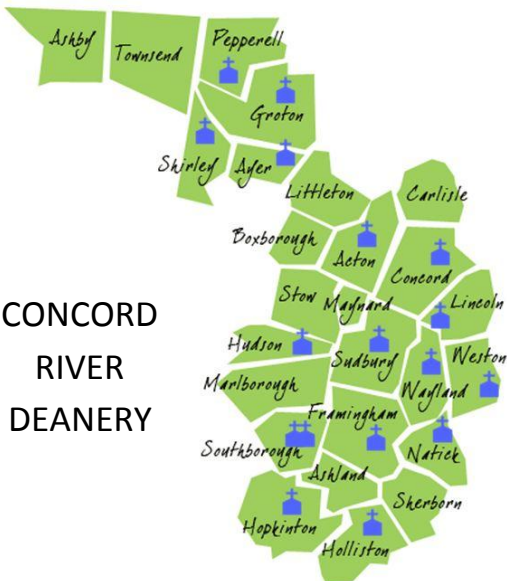 Ashby
Townsend
Pepperell
Groton
Shirley
Ayer
Littleton
Carlisle
Boxborough
Acton
Concord
Stow
Maynard
Lincoln
CONCORD
RIVER
DEANERY
Hudson
Sudbury
Weston
Marlborough
Wayland
Framingham
Southborough
Natick
Ashland
Sherborn
Hopkinton
Holliston